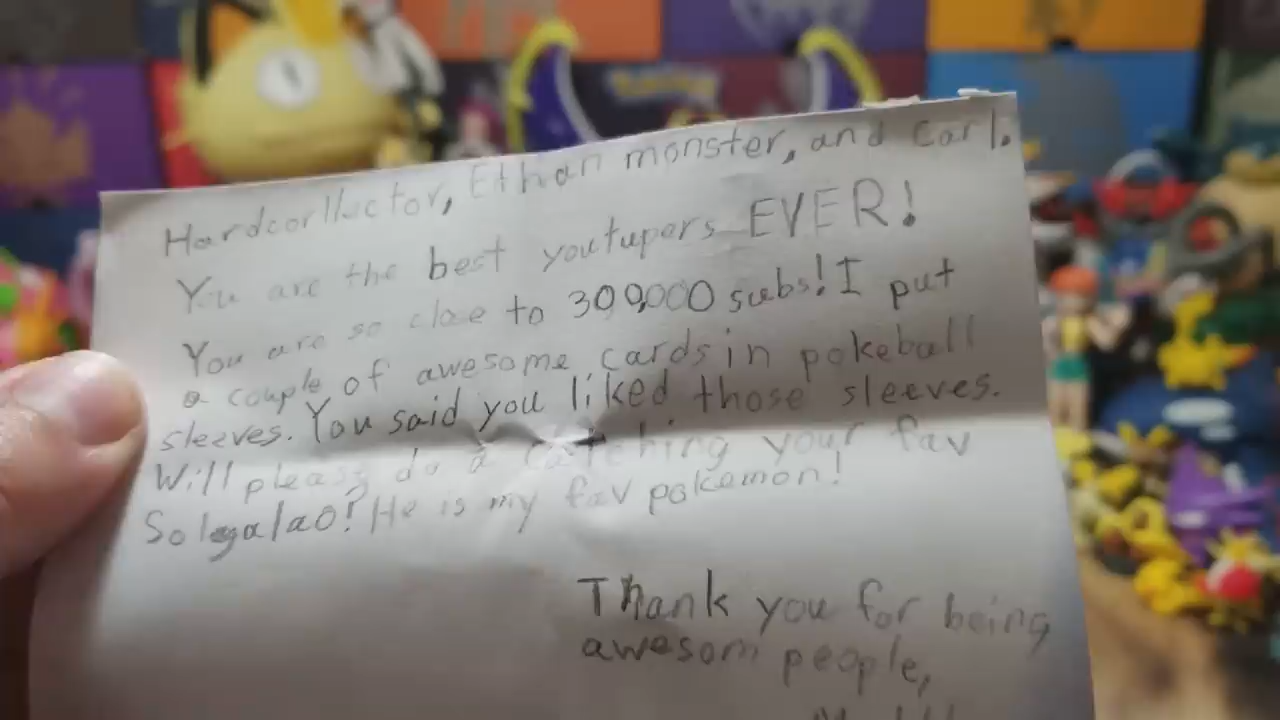 Hardcorllector, Ethan monster, and Carl.
You are the best youtupers EVER!
You are so cloe to 300,000 subs! I put
a couple of awesome cards in pokeball
sleeves. You said you liked those sleeves.
Will please do a catching your fav
Solgalao! He is my fav pokemon!
Thank you for being
awesom people,